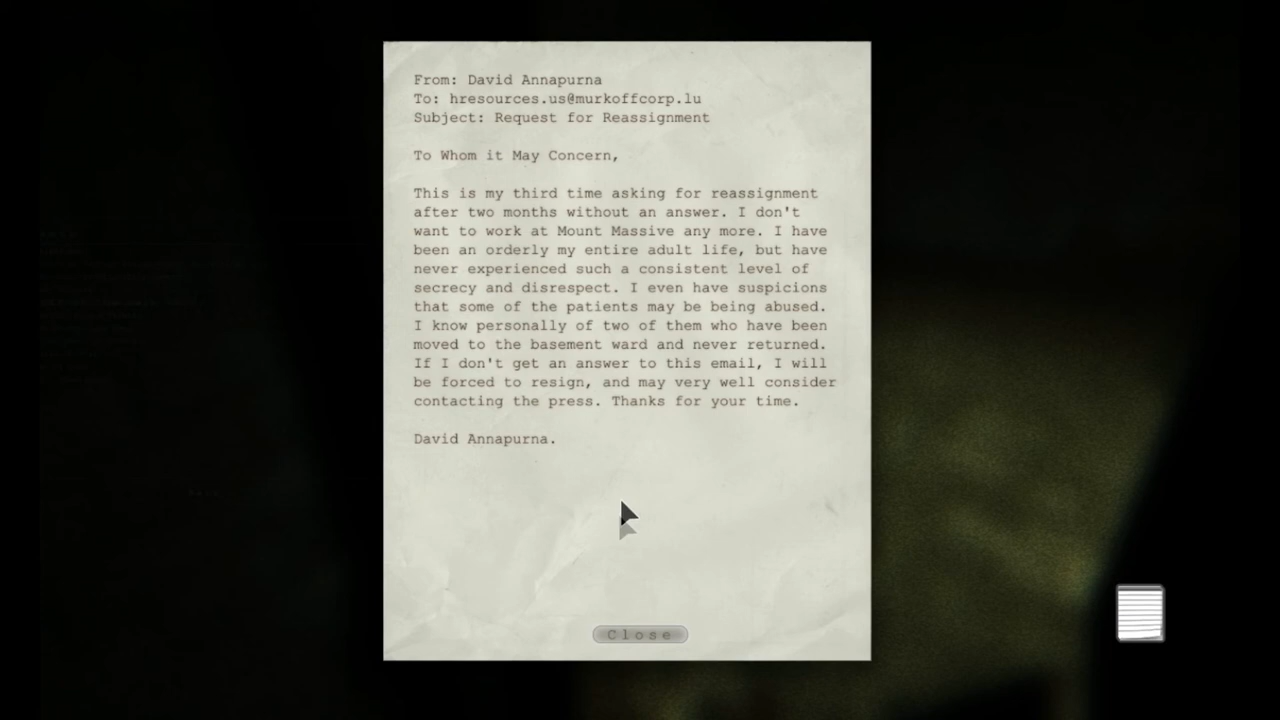 From: David Annapurna
To: hresources.us@murkoffcorp.lu
Subject: Request for Reassignment
To Whom it May Concern,
This is my third time asking for reassignment
after two months without an answer. I don't
want to work at Mount Massive any more. I have
been an orderly my entire adult life, but have
never experienced such a consistent level of
secrecy and disrespect. I even have suspicions
that some of the patients may be being abused.
I know personally of two of them who have been
moved to the basement ward and never returned.
If I don't get an answer to this email, I will
be forced to resign, and may very well consider
contacting the press. Thanks for your time.
David Annapurna.
Close